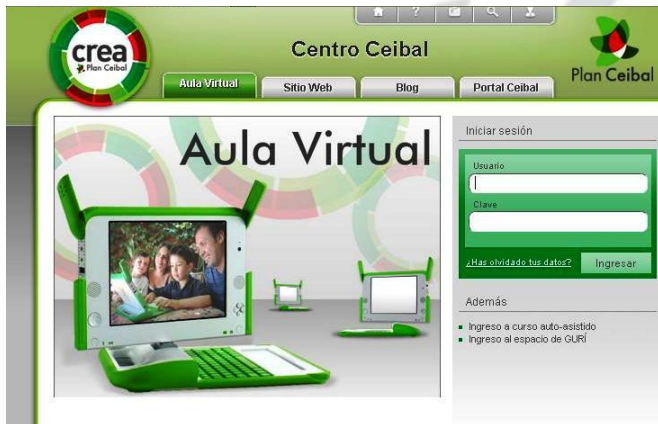 crea
Plan Ceibal
Centro Ceibal
Plan Ceibal
Aula Virtual
Sitio Web
Blog
Portal Ceibal
Aula Virtual
Iniciar sesión
Usuario
Clave
¿Has olvidado tus datos?
Ingresar
Además
Ingreso a curso auto-asistido
Ingreso al espacio de GURÍ